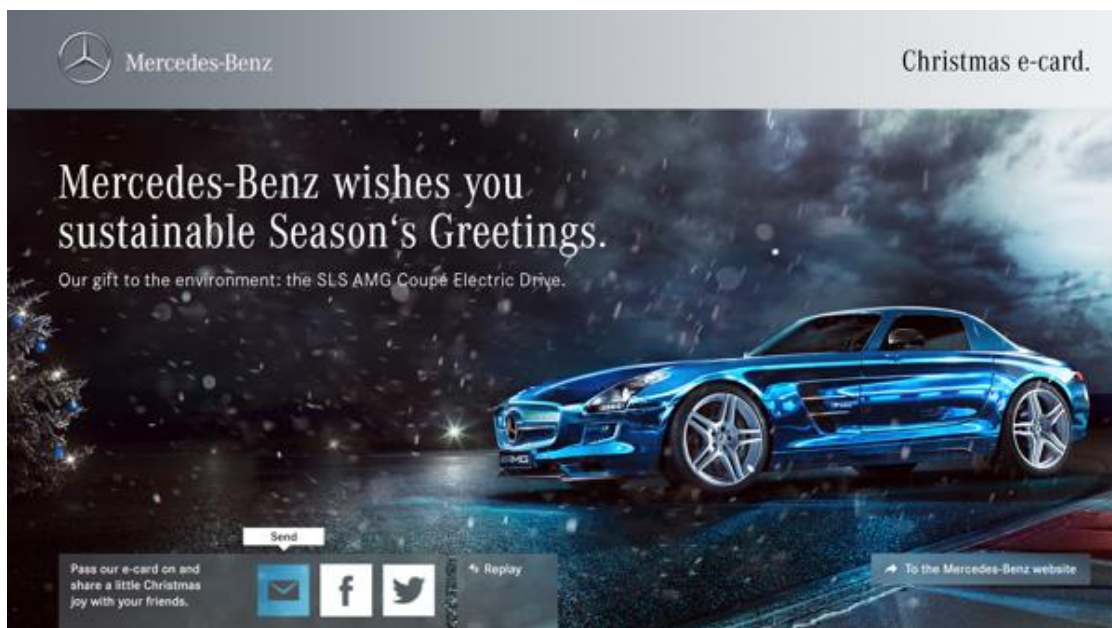 Mercedes-Benz
Christmas e-card.
Mercedes-Benz wishes you
sustainable Season‘s Greetings.
Our gift to the environment: the SLS AMG Coupé Electric Drive.
AMG
Send
Pass our e-card on and
share a little Christmas
joy with your friends.
f
Replay
To the Mercedes-Benz website